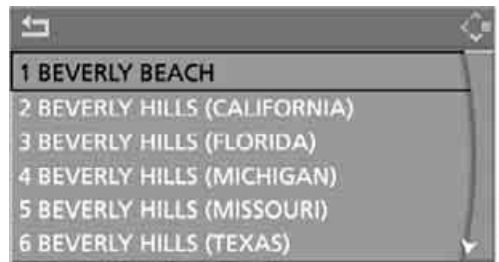 1 BEVERLY BEACH
2 BEVERLY HILLS (CALIFORNIA)
3 BEVERLY HILLS (FLORIDA)
4 BEVERLY HILLS (MICHIGAN)
5 BEVERLY HILLS (MISSOURI)
6 BEVERLY HILLS (TEXAS)